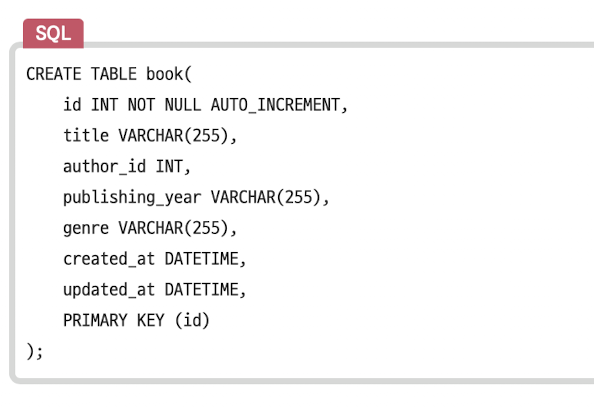 SQL
CREATE TABLE book(
    id INT NOT NULL AUTO_INCREMENT,
    title VARCHAR(255),
    author_id INT,
    publishing_year VARCHAR(255),
    genre VARCHAR(255),
    created_at DATETIME,
    updated_at DATETIME,
    PRIMARY KEY (id)
);